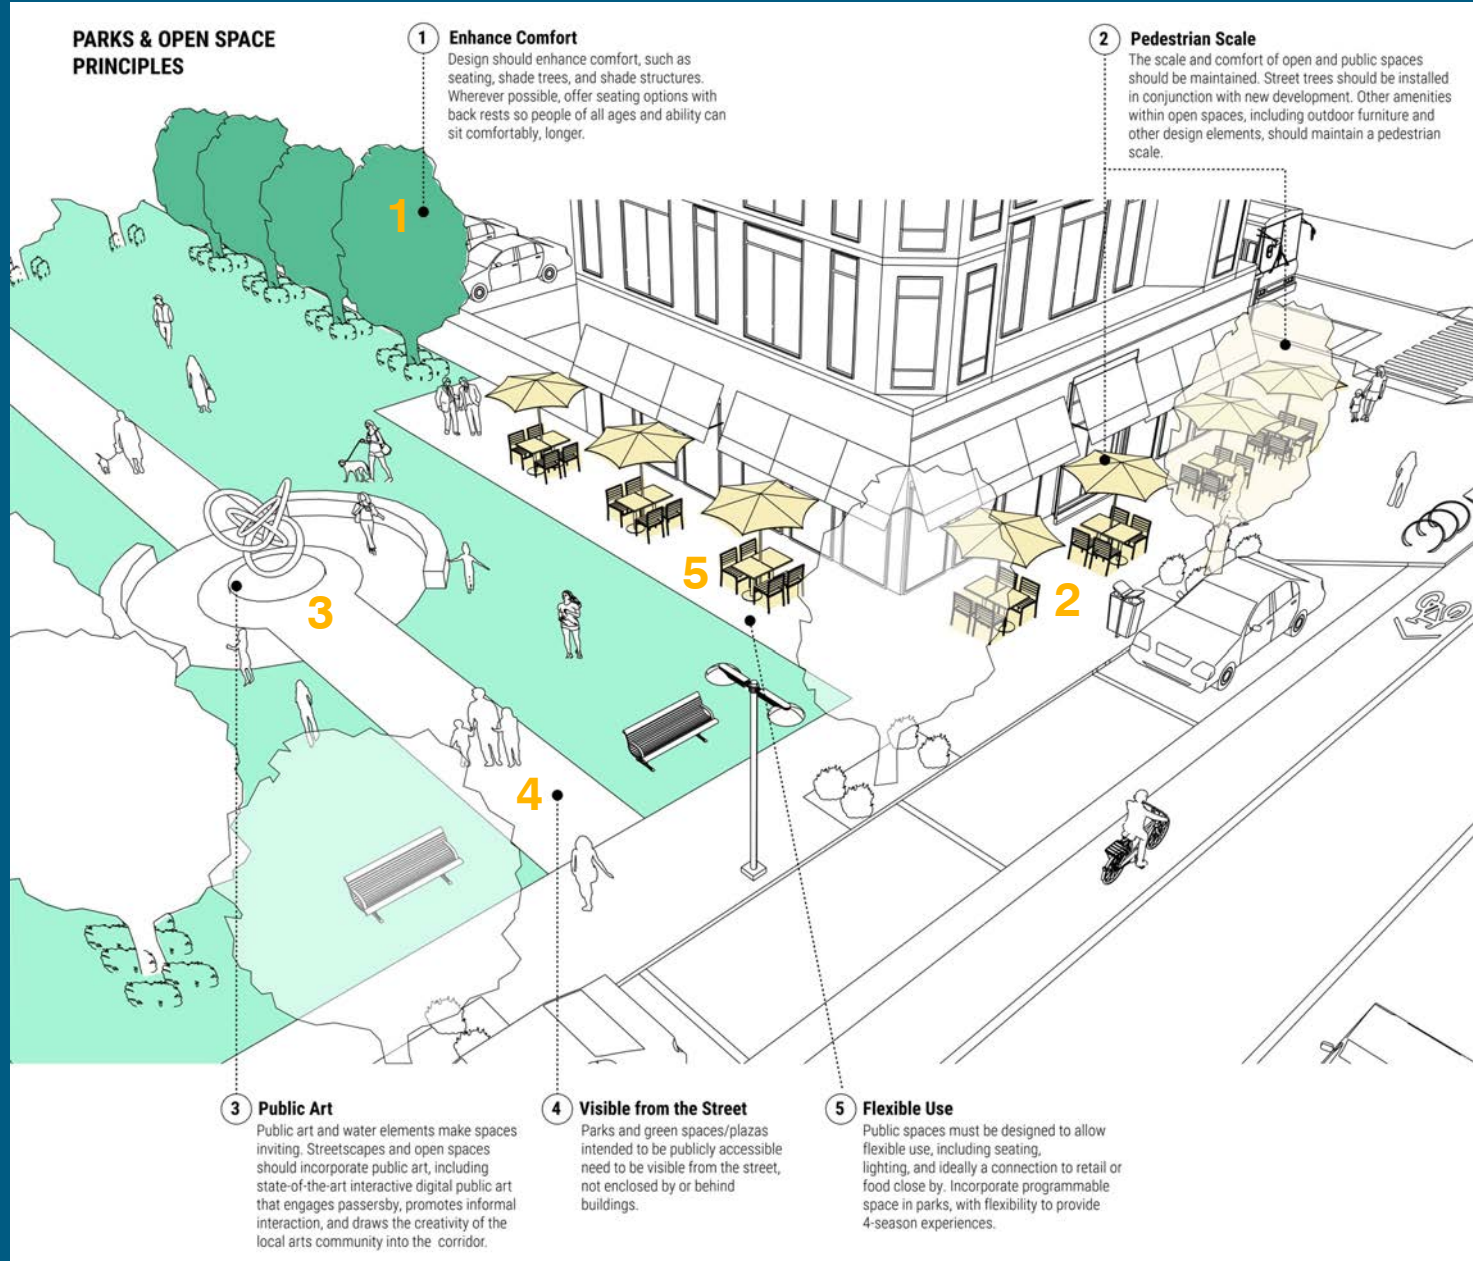 PARKS & OPEN SPACE
PRINCIPLES
1 Enhance Comfort
Design should enhance comfort, such as
seating, shade trees, and shade structures.
Wherever possible, offer seating options with
back rests so people of all ages and ability can
sit comfortably, longer.
2 Pedestrian Scale
The scale and comfort of open and public spaces
should be maintained. Street trees should be installed
in conjunction with new development. Other amenities
within open spaces, including outdoor furniture and
other design elements, should maintain a pedestrian
scale.
1
5
2
3
4
3 Public Art
Public art and water elements make spaces
inviting. Streetscapes and open spaces
should incorporate public art, including
state-of-the-art interactive digital public art
that engages passersby, promotes informal
interaction, and draws the creativity of the
local arts community into the corridor.
4 Visible from the Street
Parks and green spaces/plazas
intended to be publicly accessible
need to be visible from the street,
not enclosed by or behind
buildings.
5 Flexible Use
Public spaces must be designed to allow
flexible use, including seating,
lighting, and ideally a connection to retail or
food close by. Incorporate programmable
space in parks, with flexibility to provide
4-season experiences.